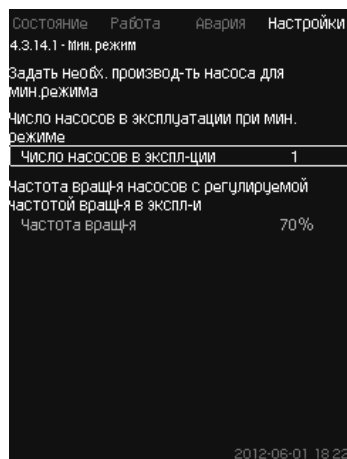 Состояние Работа Авария Настройки
4.3.14.1 - Мин. режим
Задать необх. производ-ть насоса для
мин.режима
Число насосов в эксплуатации при мин.
режиме
Число насосов в экспл-ции 1
Частота вращ-я насосов с регулируемой
частотой вращ-я в экспл-и
Частота вращ-я 70%
2012-06-01 18:22